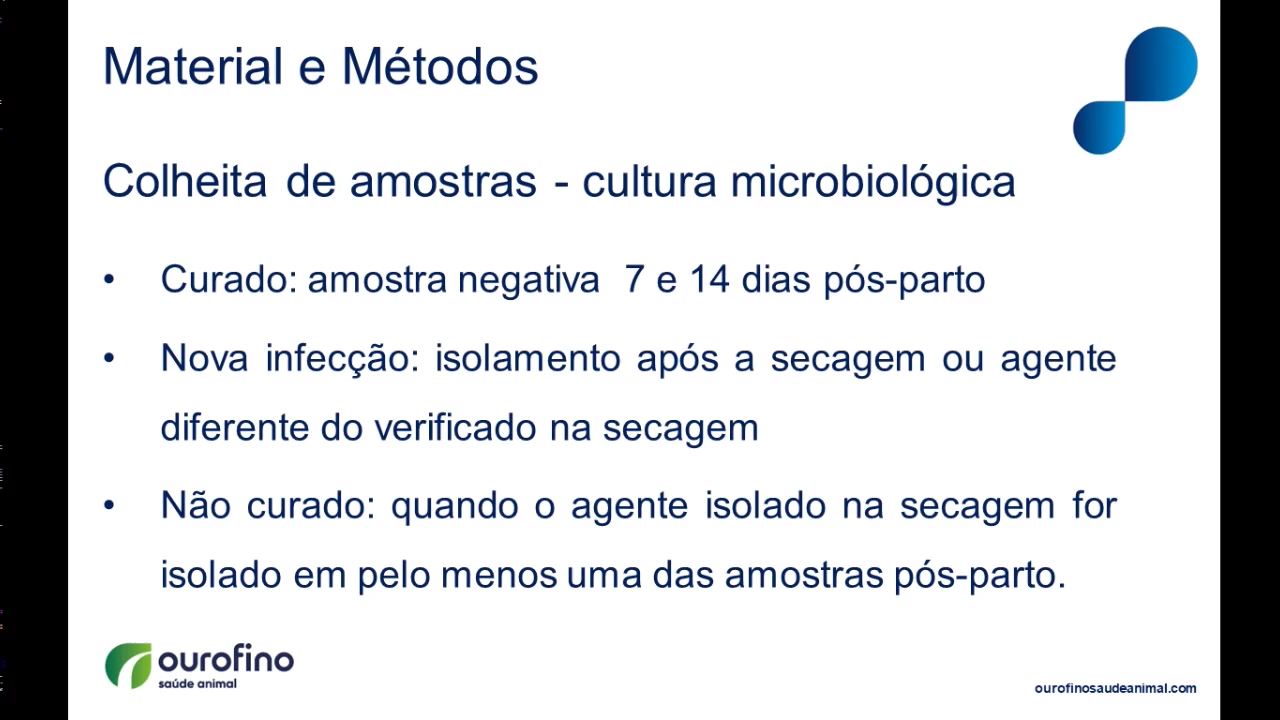 Material e Métodos
Colheita de amostras - cultura microbiológica
• Curado: amostra negativa 7 e 14 dias pós-parto
• Nova infecção: isolamento após a secagem ou agente
diferente do verificado na secagem
• Não curado: quando o agente isolado na secagem for
isolado em pelo menos uma das amostras pós-parto.
ourofino
saúde animal
ourofinosaudeanimal.com